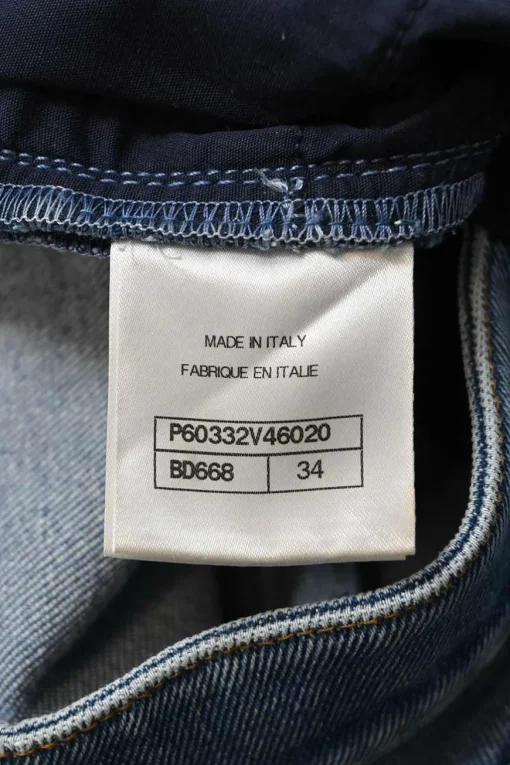 MADE IN ITALY
FABRIQUE EN ITALIE
P60332V46020
BD668 34